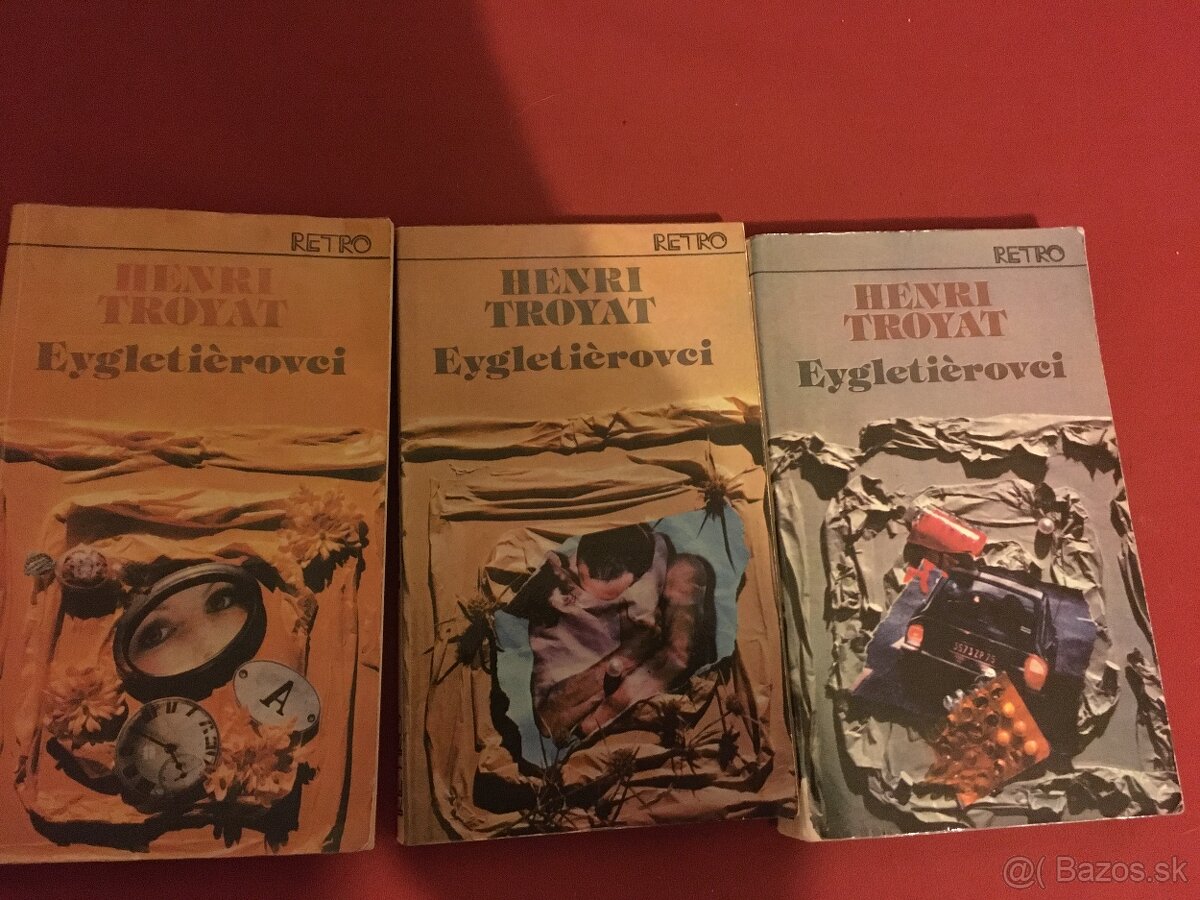 RETRO
HENRI
TROYAT
Eygletièrovci
A
RETRO
HENRI
TROYAT
Eygletièrovci
RETRO
HENRI
TROYAT
Eygletièrovci
@( Bazos.sk